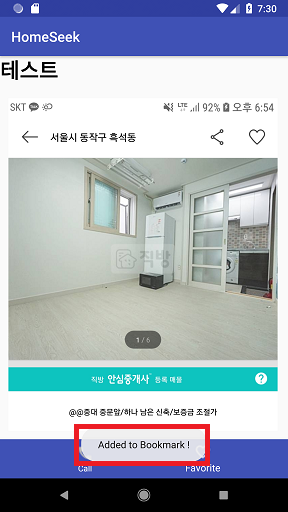 7:30
HomeSeek
테스트
SKT LTE 92% 오후 6:54
서울시 동작구 흑석동
직방
1 / 6
직방 안심중개사 등록 매물 ?
@@중대 중문앞/하나 남은 신축/보증금 조절가
Added to Bookmark !
Call Favorite